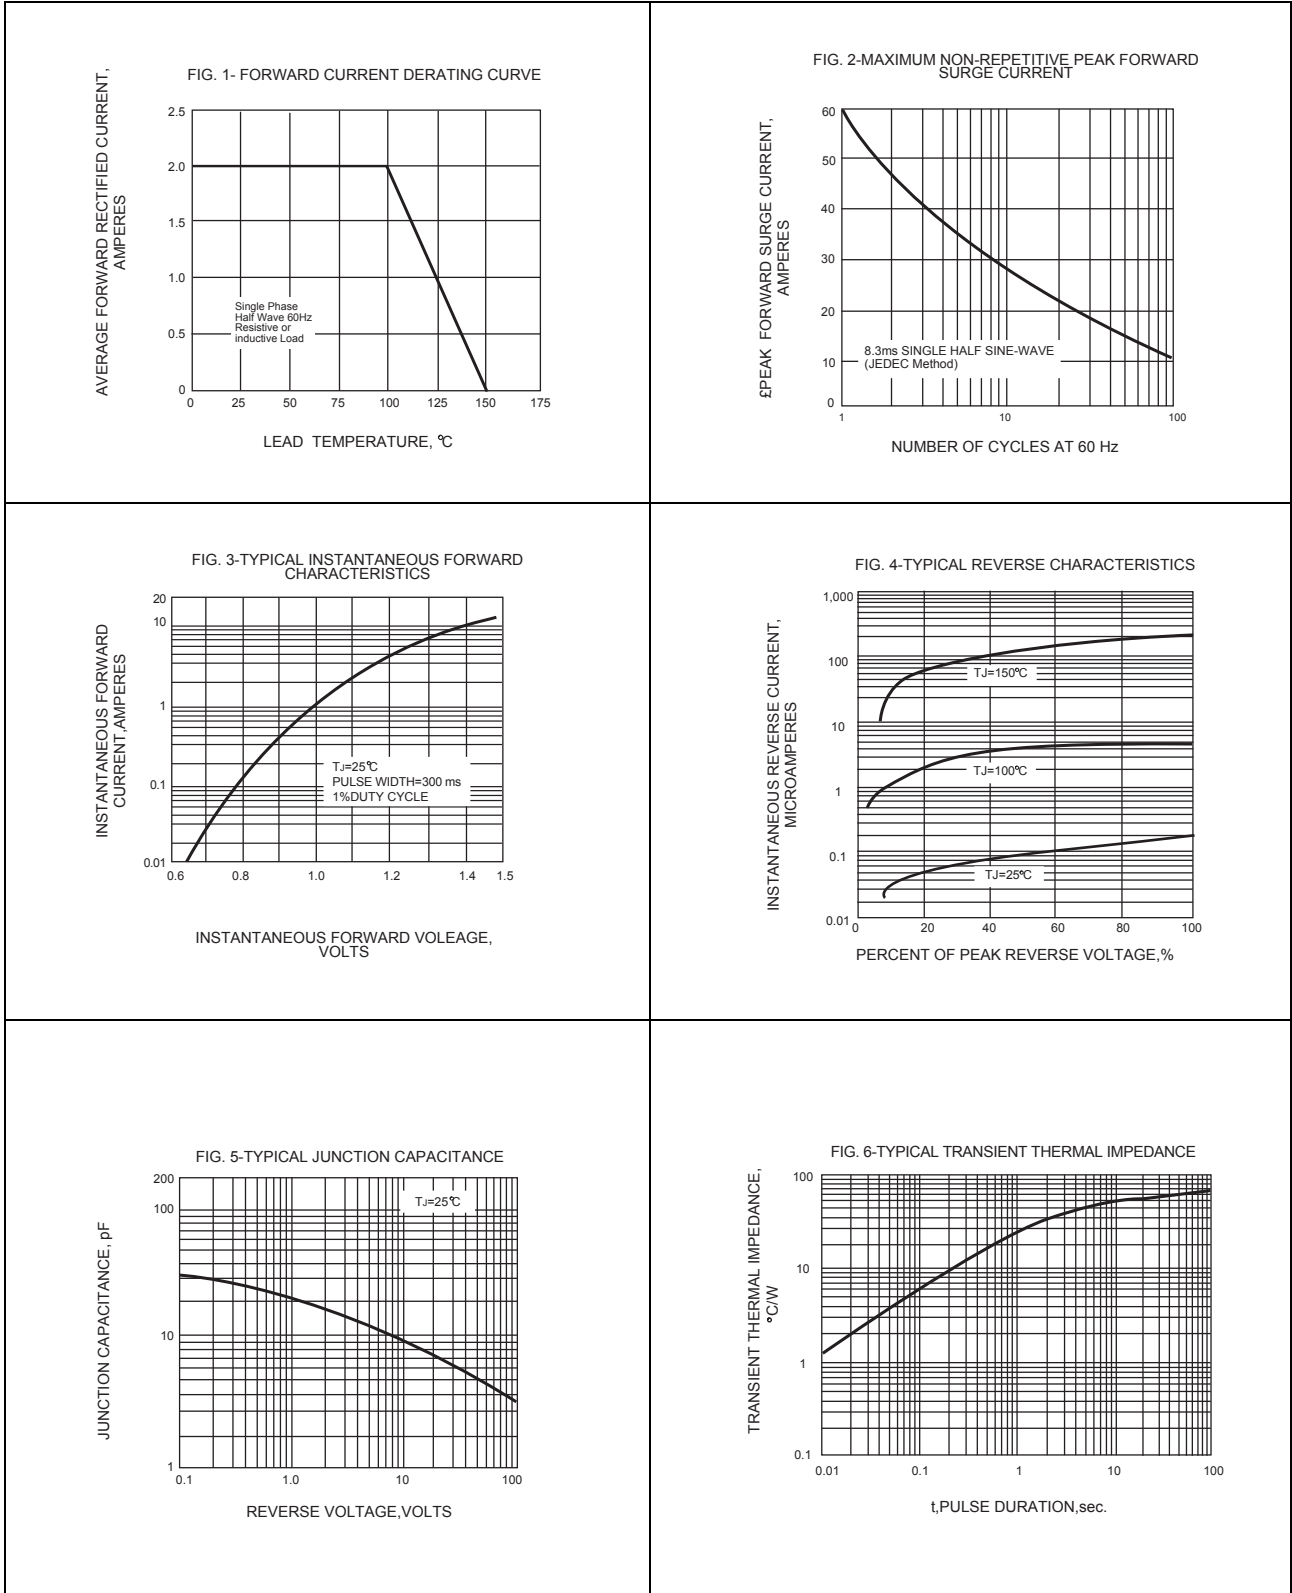 FIG. 1- FORWARD CURRENT DERATING CURVE
AVERAGE FORWARD RECTIFIED CURRENT,
AMPERES
2.5
2.0
1.5
1.0
0.5
0
Single Phase
Half Wave 60Hz
Resistive or
inductive Load
0 25 50 75 100 125 150 175
LEAD TEMPERATURE, °C
FIG. 2-MAXIMUM NON-REPETITIVE PEAK FORWARD
SURGE CURRENT
£PEAK FORWARD SURGE CURRENT,
AMPERES
60
50
40
30
20
10
0
8.3ms SINGLE HALF SINE-WAVE
(JEDEC Method)
1 10 100
NUMBER OF CYCLES AT 60 Hz
FIG. 3-TYPICAL INSTANTANEOUS FORWARD
CHARACTERISTICS
INSTANTANEOUS FORWARD
CURRENT,AMPERES
20
10
1
0.1
0.01
TJ=25°C
PULSE WIDTH=300 ms
1%DUTY CYCLE
0.6 0.8 1.0 1.2 1.4 1.5
INSTANTANEOUS FORWARD VOLEAGE,
VOLTS
FIG. 4-TYPICAL REVERSE CHARACTERISTICS
INSTANTANEOUS REVERSE CURRENT,
MICROAMPERES
1,000
100
10
1
0.1
0.01
TJ=150°C
TJ=100°C
TJ=25°C
0 20 40 60 80 100
PERCENT OF PEAK REVERSE VOLTAGE,%
FIG. 5-TYPICAL JUNCTION CAPACITANCE
JUNCTION CAPACITANCE, pF
200
100
10
1
TJ=25°C
0.1 1.0 10 100
REVERSE VOLTAGE,VOLTS
FIG. 6-TYPICAL TRANSIENT THERMAL IMPEDANCE
TRANSIENT THERMAL IMPEDANCE,
°C/W
100
10
1
0.1
0.01 0.1 1 10 100
t,PULSE DURATION,sec.